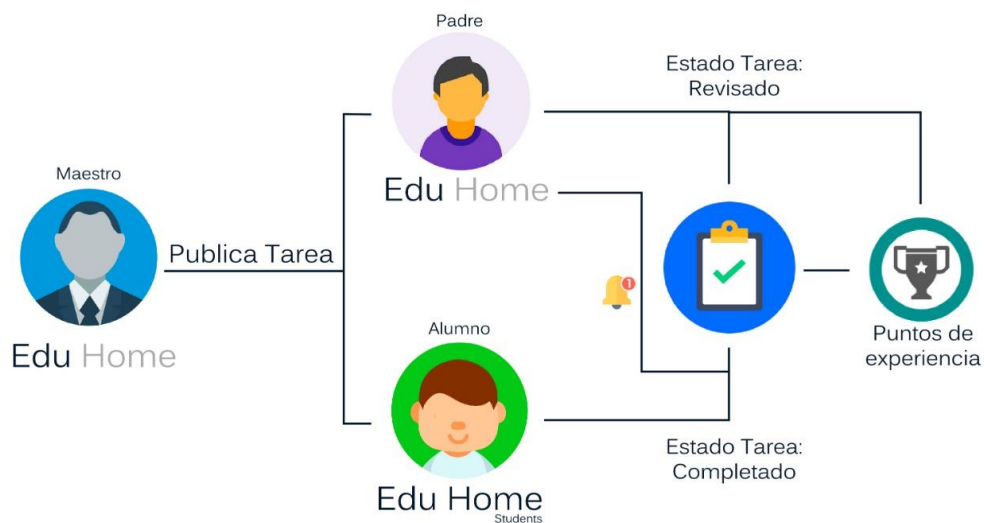 Padre
Estado Tarea:
Revisado
Maestro
Edu Home
Publica Tarea
1
Alumno
Edu Home
Puntos de
experiencia
Estado Tarea:
Completado
Edu Home
Students